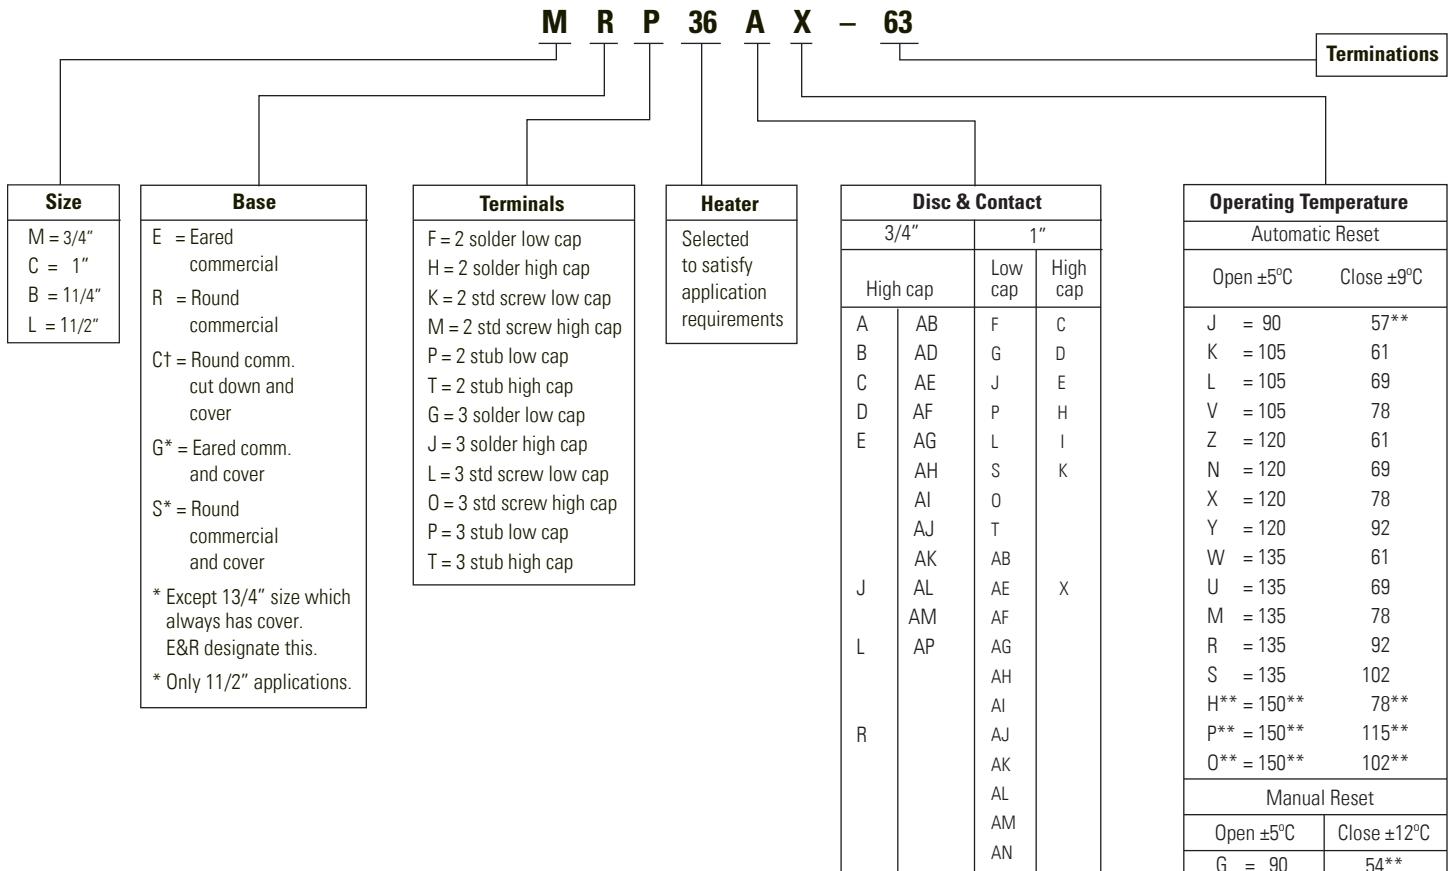 M R P 36 A X – 63
Terminations
Size
M = 3/4"
C = 1"
B = 11/4"
L = 11/2"
Base
E = Eared
commercial
R = Round
commercial
C† = Round comm.
cut down and
cover
G* = Eared comm.
and cover
S* = Round
commercial
and cover
* Except 13/4" size which
always has cover.
E&R designate this.
* Only 11/2" applications.
Terminals
F = 2 solder low cap
H = 2 solder high cap
K = 2 std screw low cap
M = 2 std screw high cap
P = 2 stub low cap
T = 2 stub high cap
G = 3 solder low cap
J = 3 solder high cap
L = 3 std screw low cap
O = 3 std screw high cap
P = 3 stub low cap
T = 3 stub high cap
Heater
Selected
to satisfy
application
requirements
Disc & Contact
3/4" 1"
High cap Low cap High cap
A AB F C
B AD G D
C AE J E
D AF P H
E AG L I
AH S K
AI O
AJ T
AK AB
J AL AE X
AM AF
L AP AG
AH
AI
R AJ
AK
AL
AM
AN
Operating Temperature
Automatic Reset
Open ±5°C Close ±9°C
J = 90 57**
K = 105 61
L = 105 69
V = 105 78
Z = 120 61
N = 120 69
X = 120 78
Y = 120 92
W = 135 61
U = 135 69
M = 135 78
R = 135 92
S = 135 102
H** = 150** 78**
P** = 150** 115**
O** = 150** 102**
Manual Reset
Open ±5°C Close ±12°C
G = 90 54**